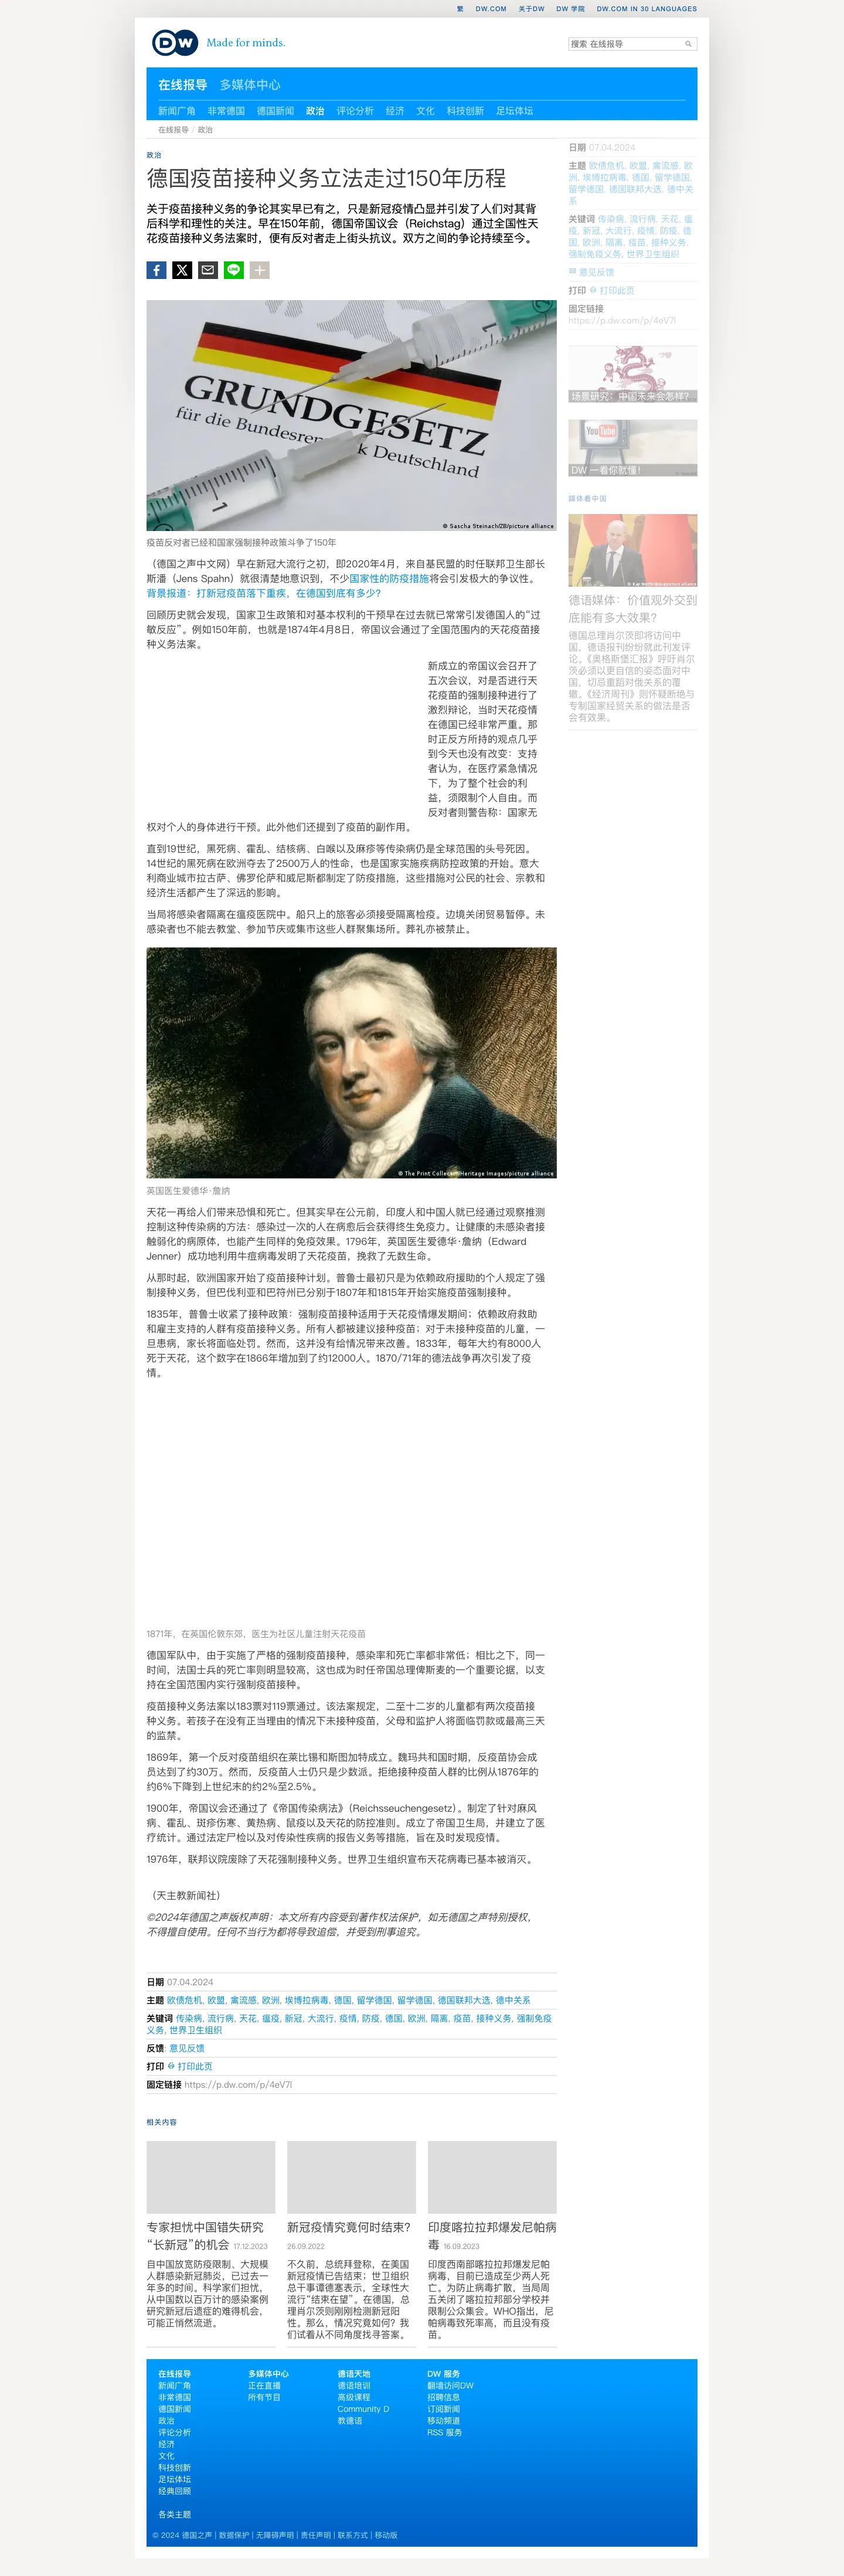 繁 DW.COM 关于DW DW 学院 DW.COM IN 30 LANGUAGES
DW Made for minds.
搜索 在线报导
在线报导 多媒体中心
新闻广角 非常德国 德国新闻 政治 评论分析 经济 文化 科技创新 足坛体坛
在线报导 / 政治
政治
德国疫苗接种义务立法走过150年历程
关于疫苗接种义务的争论其实早已有之，只是新冠疫情凸显并引发了人们对其背
后科学和理性的关注。早在150年前，德国帝国议会（Reichstag）通过全国性天
花疫苗接种义务法案时，便有反对者走上街头抗议。双方之间的争论持续至今。
GRUNDGESETZ
für die Bundesrep k Deutschland
© Sascha Steinach/ZB/picture alliance
疫苗反对者已经和国家强制接种政策斗争了150年
（德国之声中文网）早在新冠大流行之初，即2020年4月，来自基民盟的时任联邦卫生部长
斯潘（Jens Spahn）就很清楚地意识到，不少国家性的防疫措施将会引发极大的争议性。
背景报道：打新冠疫苗落下重疾，在德国到底有多少？
回顾历史就会发现，国家卫生政策和对基本权利的干预早在过去就已常常引发德国人的“过
敏反应”。例如150年前，也就是1874年4月8日，帝国议会通过了全国范围内的天花疫苗接
种义务法案。
新成立的帝国议会召开了
五次会议，对是否进行天
花疫苗的强制接种进行了
激烈辩论，当时天花疫情
在德国已经非常严重。那
时正反方所持的观点几乎
到今天也没有改变：支持
者认为，在医疗紧急情况
下，为了整个社会的利
益，须限制个人自由。而
反对者则警告称：国家无
权对个人的身体进行干预。此外他们还提到了疫苗的副作用。
直到19世纪，黑死病、霍乱、结核病、白喉以及麻疹等传染病仍是全球范围的头号死因。
14世纪的黑死病在欧洲夺去了2500万人的性命，也是国家实施疾病防控政策的开始。意大
利商业城市拉古萨、佛罗伦萨和威尼斯都制定了防疫措施，这些措施对公民的社会、宗教和
经济生活都产生了深远的影响。
当局将感染者隔离在瘟疫医院中。船只上的旅客必须接受隔离检疫。边境关闭贸易暂停。未
感染者也不能去教堂、参加节庆或集市这些人群聚集场所。葬礼亦被禁止。
© The Print Collector/Heritage Images/picture alliance
英国医生爱德华·詹纳
天花一再给人们带来恐惧和死亡。但其实早在公元前，印度人和中国人就已经通过观察推测
控制这种传染病的方法：感染过一次的人在病愈后会获得终生免疫力。让健康的未感染者接
触弱化的病原体，也能产生同样的免疫效果。1796年，英国医生爱德华·詹纳（Edward
Jenner）成功地利用牛痘病毒发明了天花疫苗，挽救了无数生命。
从那时起，欧洲国家开始了疫苗接种计划。普鲁士最初只是为依赖政府援助的个人规定了强
制接种义务，但巴伐利亚和巴符州已分别于1807年和1815年开始实施疫苗强制接种。
1835年，普鲁士收紧了接种政策：强制疫苗接种适用于天花疫情爆发期间；依赖政府救助
和雇主支持的人群有疫苗接种义务。所有人都被建议接种疫苗；对于未接种疫苗的儿童，一
旦患病，家长将面临处罚。然而，这并没有给情况带来改善。1833年，每年大约有8000人
死于天花，这个数字在1866年增加到了约12000人。1870/71年的德法战争再次引发了疫
情。
1871年，在英国伦敦东郊，医生为社区儿童注射天花疫苗
德国军队中，由于实施了严格的强制疫苗接种，感染率和死亡率都非常低；相比之下，同一
时间，法国士兵的死亡率则明显较高，这也成为时任帝国总理俾斯麦的一个重要论据，以支
持在全国范围内实行强制疫苗接种。
疫苗接种义务法案以183票对119票通过。该法案规定，二至十二岁的儿童都有两次疫苗接
种义务。若孩子在没有正当理由的情况下未接种疫苗，父母和监护人将面临罚款或最高三天
的监禁。
1869年，第一个反对疫苗组织在莱比锡和斯图加特成立。魏玛共和国时期，反疫苗协会成
员达到了约30万。然而，反疫苗人士仍只是少数派。拒绝接种疫苗人群的比例从1876年的
约6%下降到上世纪末的约2%至2.5%。
1900年，帝国议会还通过了《帝国传染病法》（Reichsseuchengesetz）。制定了针对麻风
病、霍乱、斑疹伤寒、黄热病、鼠疫以及天花的防控准则。成立了帝国卫生局，并建立了医
疗统计。通过法定尸检以及对传染性疾病的报告义务等措施，旨在及时发现疫情。
1976年，联邦议院废除了天花强制接种义务。世界卫生组织宣布天花病毒已基本被消灭。
（天主教新闻社）
©2024年德国之声版权声明：本文所有内容受到著作权法保护，如无德国之声特别授权，
不得擅自使用。任何不当行为都将导致追偿，并受到刑事追究。
日期 07.04.2024
主题 欧债危机, 欧盟, 禽流感, 欧洲, 埃博拉病毒, 德国, 留学德国, 留学德国, 德国联邦大选, 德中关系
关键词 传染病, 流行病, 天花, 瘟疫, 新冠, 大流行, 疫情, 防疫, 德国, 欧洲, 隔离, 疫苗, 接种义务, 强制免疫
义务, 世界卫生组织
反馈: 意见反馈
打印 打印此页
固定链接 https://p.dw.com/p/4eV7l
相关内容
专家担忧中国错失研究
“长新冠”的机会 17.12.2023
自中国放宽防疫限制、大规模
人群感染新冠肺炎，已过去一
年多的时间。科学家们担忧，
从中国数以百万计的感染案例
研究新冠后遗症的难得机会，
可能正悄然流逝。
新冠疫情究竟何时结束？
26.09.2022
不久前，总统拜登称，在美国
新冠疫情已告结束；世卫组织
总干事谭德塞表示，全球性大
流行“结束在望”。在德国，总
理肖尔茨则刚刚检测新冠阳
性。那么，情况究竟如何？我
们试着从不同角度找寻答案。
印度喀拉拉邦爆发尼帕病
毒 16.09.2023
印度西南部喀拉拉邦爆发尼帕
病毒，目前已造成至少两人死
亡。为防止病毒扩散，当局周
五关闭了喀拉拉邦部分学校并
限制公众集会。WHO指出，尼
帕病毒致死率高，而且没有疫
苗。
日期 07.04.2024
主题 欧债危机, 欧盟, 禽流感, 欧
洲, 埃博拉病毒, 德国, 留学德国,
留学德国, 德国联邦大选, 德中关
系
关键词 传染病, 流行病, 天花, 瘟
疫, 新冠, 大流行, 疫情, 防疫, 德
国, 欧洲, 隔离, 疫苗, 接种义务,
强制免疫义务, 世界卫生组织
意见反馈
打印 打印此页
固定链接
https://p.dw.com/p/4eV7l
场景研究：中国未来会怎样？
YouTube
DW 一看你就懂！
媒体看中国
德语媒体：价值观外交到
底能有多大效果？
德国总理肖尔茨即将访问中
国，德语报刊纷纷就此刊发评
论。《奥格斯堡汇报》呼吁肖尔
茨必须以更自信的姿态面对中
国，切忌重蹈对俄关系的覆
辙。《经济周刊》则怀疑断绝与
专制国家经贸关系的做法是否
会有效果。
在线报导
新闻广角
非常德国
德国新闻
政治
评论分析
经济
文化
科技创新
足坛体坛
经典回顾
各类主题
多媒体中心
正在直播
所有节目
德语天地
德语培训
高级课程
Community D
教德语
DW 服务
翻墙访问DW
招聘信息
订阅新闻
移动频道
RSS 服务
© 2024 德国之声 | 数据保护 | 无障碍声明 | 责任声明 | 联系方式 | 移动版